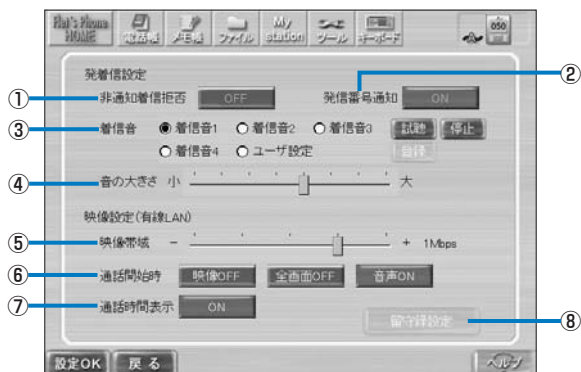 Flet's Phone HOME 電話帳 メモ帳 ファイル My station ツール キーボード 050
発着信設定 ②
① 非通知着信拒否 OFF 発信番号通知 ON
③ 着信音 着信音1 着信音2 着信音3 試聴 停止
着信音4 ユーザ設定 登録
④ 音の大きさ 小 大
映像設定(有線LAN)
⑤ 映像帯域 - + 1Mbps
⑥ 通話開始時 映像OFF 全画面OFF 音声ON
⑦ 通話時間表示 ON
留守録設定 ⑧
設定OK 戻る ヘルプ